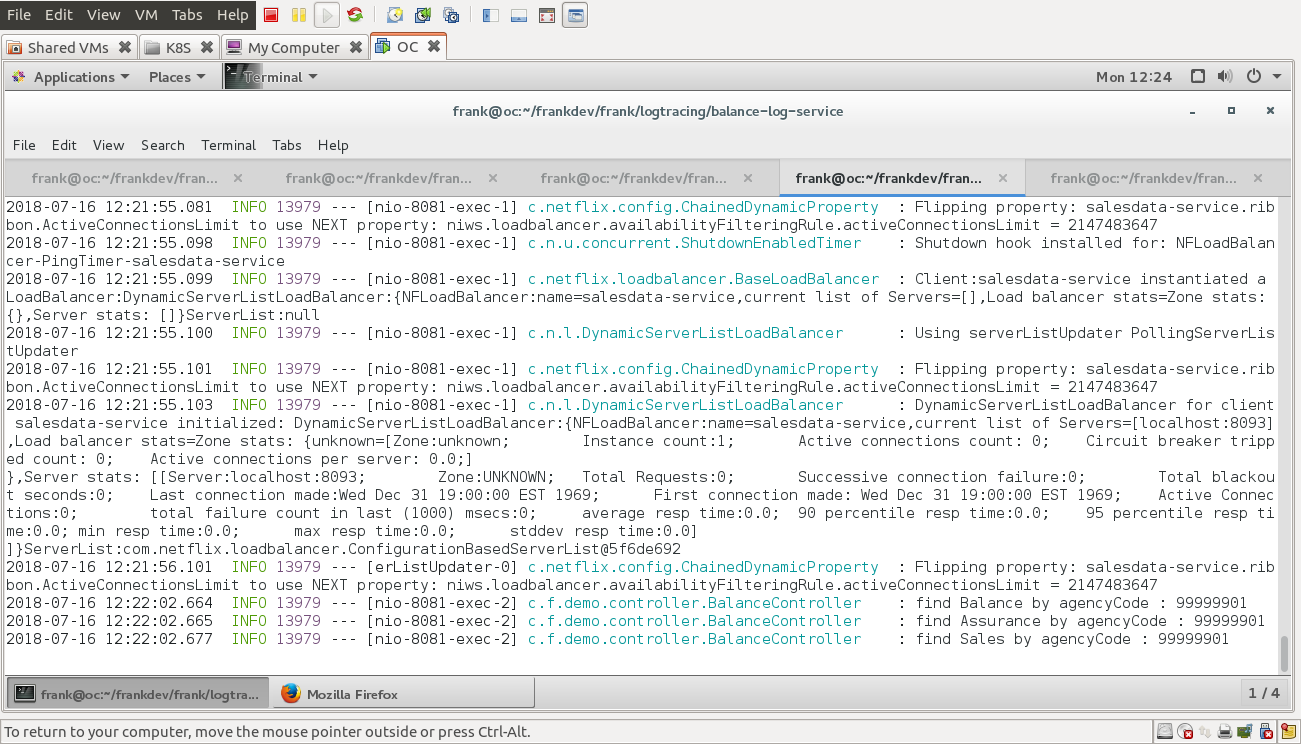 File Edit View VM Tabs Help
Shared VMs K8S My Computer OC
Applications Places Terminal Mon 12:24
frank@oc:~/frankdev/frank/logtracing/balance-log-service
File Edit View Search Terminal Tabs Help
frank@oc:~/frankdev/fran... frank@oc:~/frankdev/fran... frank@oc:~/frankdev/fran... frank@oc:~/frankdev/fran... frank@oc:~/frankdev/fran...
2018-07-16 12:21:55.081  INFO 13979 --- [nio-8081-exec-1] c.netflix.config.ChainedDynamicProperty  : Flipping property: salesdata-service.rib
bon.ActiveConnectionsLimit to use NEXT property: niws.loadbalancer.availabilityFilteringRule.activeConnectionsLimit = 2147483647
2018-07-16 12:21:55.098  INFO 13979 --- [nio-8081-exec-1] c.n.u.concurrent.ShutdownEnabledTimer    : Shutdown hook installed for: NFLoadBalan
cer-PingTimer-salesdata-service
2018-07-16 12:21:55.099  INFO 13979 --- [nio-8081-exec-1] c.netflix.loadbalancer.BaseLoadBalancer  : Client:salesdata-service instantiated a
LoadBalancer:DynamicServerListLoadBalancer:{NFLoadBalancer:name=salesdata-service,current list of Servers=[],Load balancer stats=Zone stats:
{},Server stats: []}ServerList:null
2018-07-16 12:21:55.100  INFO 13979 --- [nio-8081-exec-1] c.n.l.DynamicServerListLoadBalancer      : Using serverListUpdater PollingServerLis
tUpdater
2018-07-16 12:21:55.101  INFO 13979 --- [nio-8081-exec-1] c.netflix.config.ChainedDynamicProperty  : Flipping property: salesdata-service.rib
bon.ActiveConnectionsLimit to use NEXT property: niws.loadbalancer.availabilityFilteringRule.activeConnectionsLimit = 2147483647
2018-07-16 12:21:55.103  INFO 13979 --- [nio-8081-exec-1] c.n.l.DynamicServerListLoadBalancer      : DynamicServerListLoadBalancer for client
 salesdata-service initialized: DynamicServerListLoadBalancer:{NFLoadBalancer:name=salesdata-service,current list of Servers=[localhost:8093]
,Load balancer stats=Zone stats: {unknown=[Zone:unknown;        Instance count:1;       Active connections count: 0;    Circuit breaker tripp
ed count: 0;    Active connections per server: 0.0;]
},Server stats: [[Server:localhost:8093;        Zone:UNKNOWN;   Total Requests:0;       Successive connection failure:0;        Total blackou
t seconds:0;    Last connection made:Wed Dec 31 19:00:00 EST 1969;      First connection made: Wed Dec 31 19:00:00 EST 1969;    Active Connec
tions:0;        total failure count in last (1000) msecs:0;     average resp time:0.0;  90 percentile resp time:0.0;    95 percentile resp ti
me:0.0; min resp time:0.0;      max resp time:0.0;      stddev resp time:0.0]
]}ServerList:com.netflix.loadbalancer.ConfigurationBasedServerList@5f6de692
2018-07-16 12:21:56.101  INFO 13979 --- [erListUpdater-0] c.netflix.config.ChainedDynamicProperty  : Flipping property: salesdata-service.rib
bon.ActiveConnectionsLimit to use NEXT property: niws.loadbalancer.availabilityFilteringRule.activeConnectionsLimit = 2147483647
2018-07-16 12:22:02.664  INFO 13979 --- [nio-8081-exec-2] c.f.demo.controller.BalanceController    : find Balance by agencyCode : 99999901
2018-07-16 12:22:02.665  INFO 13979 --- [nio-8081-exec-2] c.f.demo.controller.BalanceController    : find Assurance by agencyCode : 99999901
2018-07-16 12:22:02.677  INFO 13979 --- [nio-8081-exec-2] c.f.demo.controller.BalanceController    : find Sales by agencyCode : 99999901
frank@oc:~/frankdev/frank/logtra... Mozilla Firefox 1 / 4
To return to your computer, move the mouse pointer outside or press Ctrl-Alt.